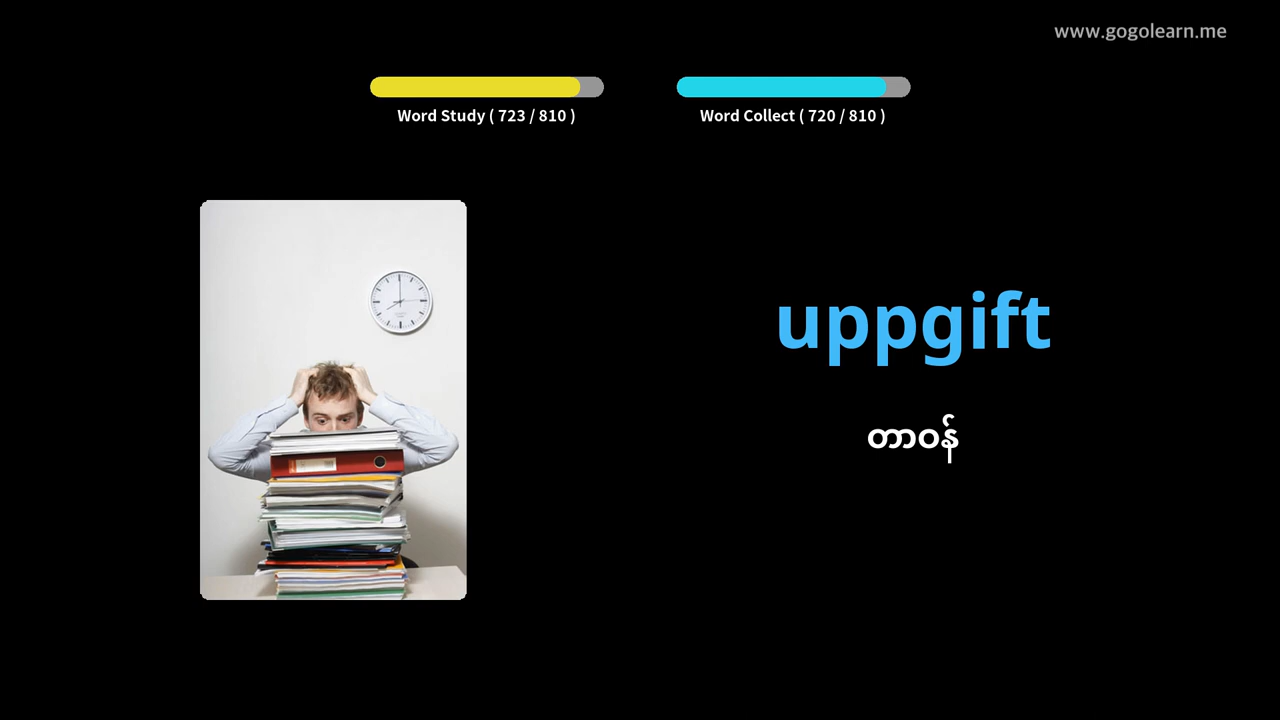 www.gogolearn.me
Word Study ( 723 / 810 )
Word Collect ( 720 / 810 )
uppgift
တာဝန်